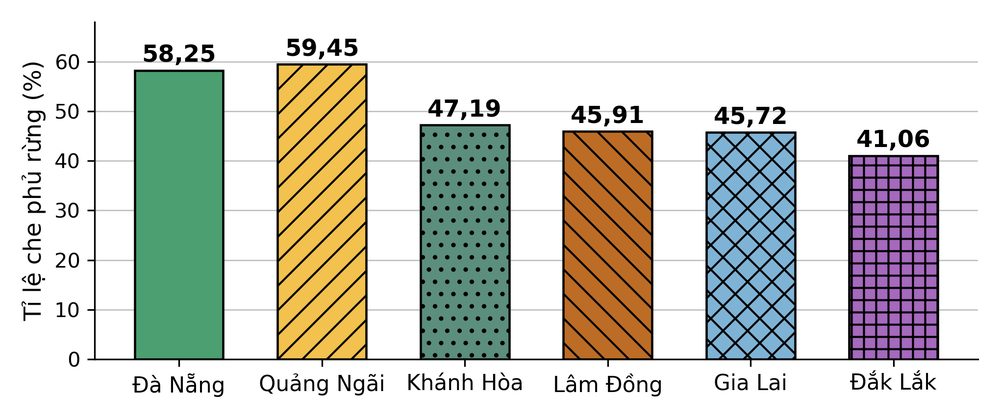 Tỉ lệ che phủ rừng (%)
60
50
40
30
20
10
0
58,25
59,45
47,19
45,91
45,72
41,06
Đà Nẵng
Quảng Ngãi
Khánh Hòa
Lâm Đồng
Gia Lai
Đắk Lắk